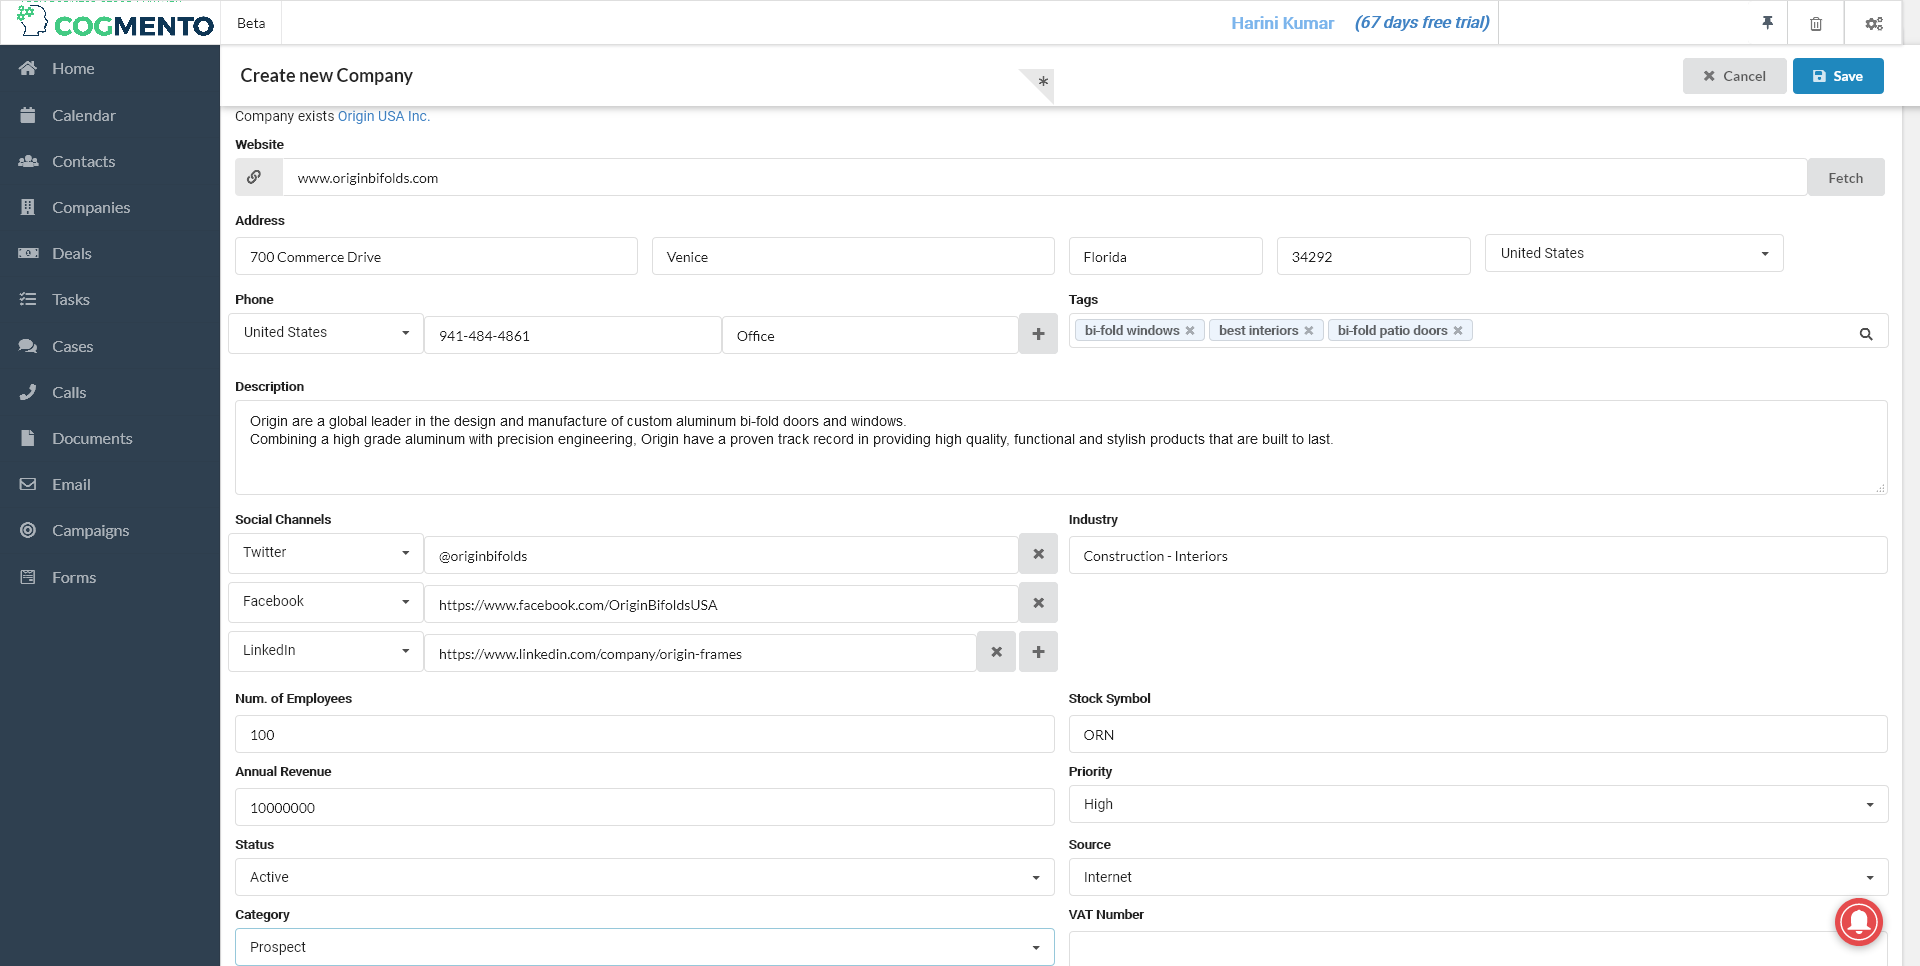 COGMENTO
Beta
Harini Kumar (67 days free trial)
Home
Calendar
Contacts
Companies
Deals
Tasks
Cases
Calls
Documents
Email
Campaigns
Forms
Create new Company
*
Cancel
Save
Company exists Origin USA Inc.
Website
www.originbifolds.com
Fetch
Address
700 Commerce Drive
Venice
Florida
34292
United States
Phone
United States
941-484-4861
Office
Tags
bi-fold windows
best interiors
bi-fold patio doors
Description
Origin are a global leader in the design and manufacture of custom aluminum bi-fold doors and windows.
Combining a high grade aluminum with precision engineering, Origin have a proven track record in providing high quality, functional and stylish products that are built to last.
Social Channels
Twitter
@originbifolds
Facebook
https://www.facebook.com/OriginBifoldsUSA
LinkedIn
https://www.linkedin.com/company/origin-frames
Industry
Construction - Interiors
Num. of Employees
100
Stock Symbol
ORN
Annual Revenue
10000000
Priority
High
Status
Active
Source
Internet
Category
Prospect
VAT Number